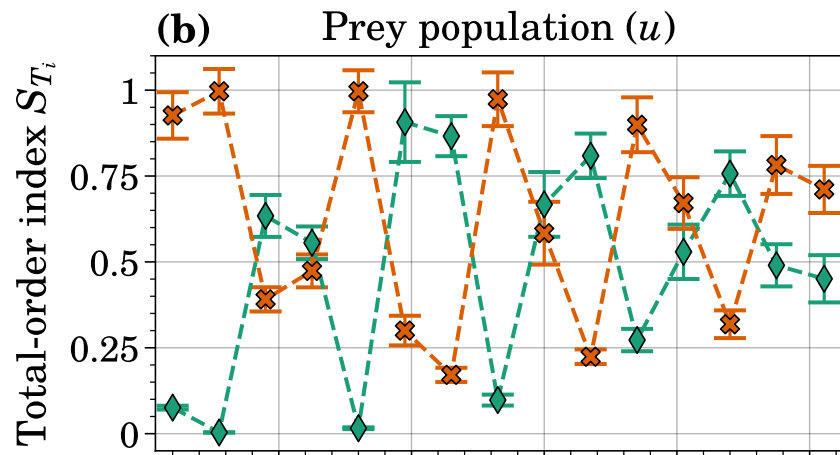 (b) Prey population (u)
Total-order index S_{T_i}
1
0.75
0.5
0.25
0